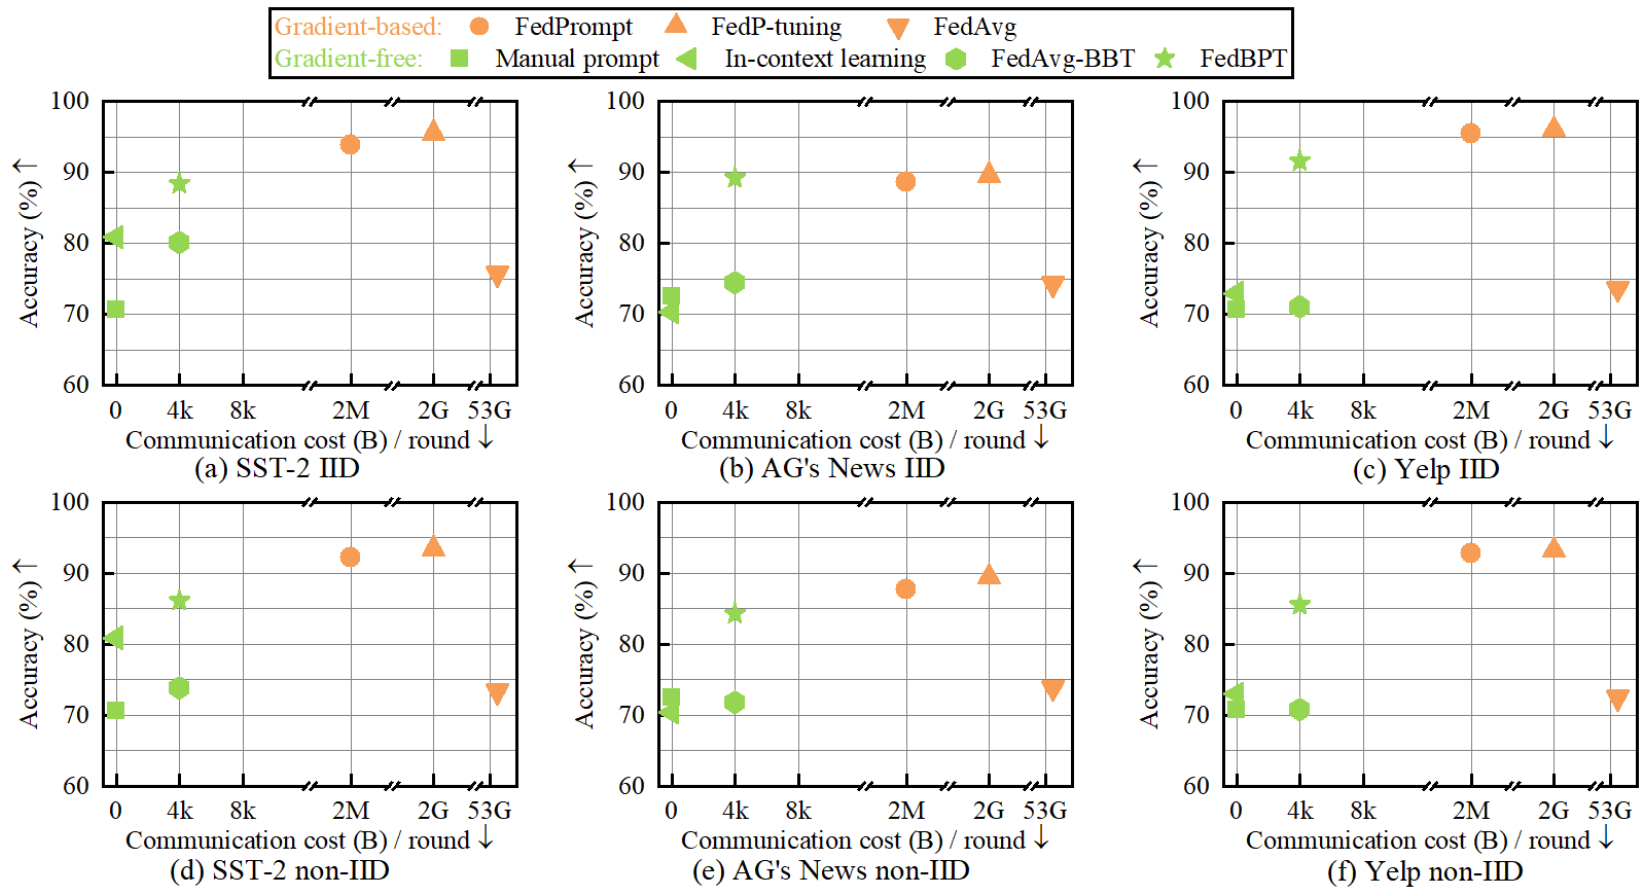 Gradient-based: FedPrompt FedP-tuning FedAvg
Gradient-free: Manual prompt In-context learning FedAvg-BBT FedBPT
100
90
80
70
60
Accuracy (%) ↑
0 4k 8k 2M 2G 53G
Communication cost (B) / round ↓
(a) SST-2 IID
100
90
80
70
60
Accuracy (%) ↑
0 4k 8k 2M 2G 53G
Communication cost (B) / round ↓
(b) AG's News IID
100
90
80
70
60
Accuracy (%) ↑
0 4k 8k 2M 2G 53G
Communication cost (B) / round ↓
(c) Yelp IID
100
90
80
70
60
Accuracy (%) ↑
0 4k 8k 2M 2G 53G
Communication cost (B) / round ↓
(d) SST-2 non-IID
100
90
80
70
60
Accuracy (%) ↑
0 4k 8k 2M 2G 53G
Communication cost (B) / round ↓
(e) AG's News non-IID
100
90
80
70
60
Accuracy (%) ↑
0 4k 8k 2M 2G 53G
Communication cost (B) / round ↓
(f) Yelp non-IID